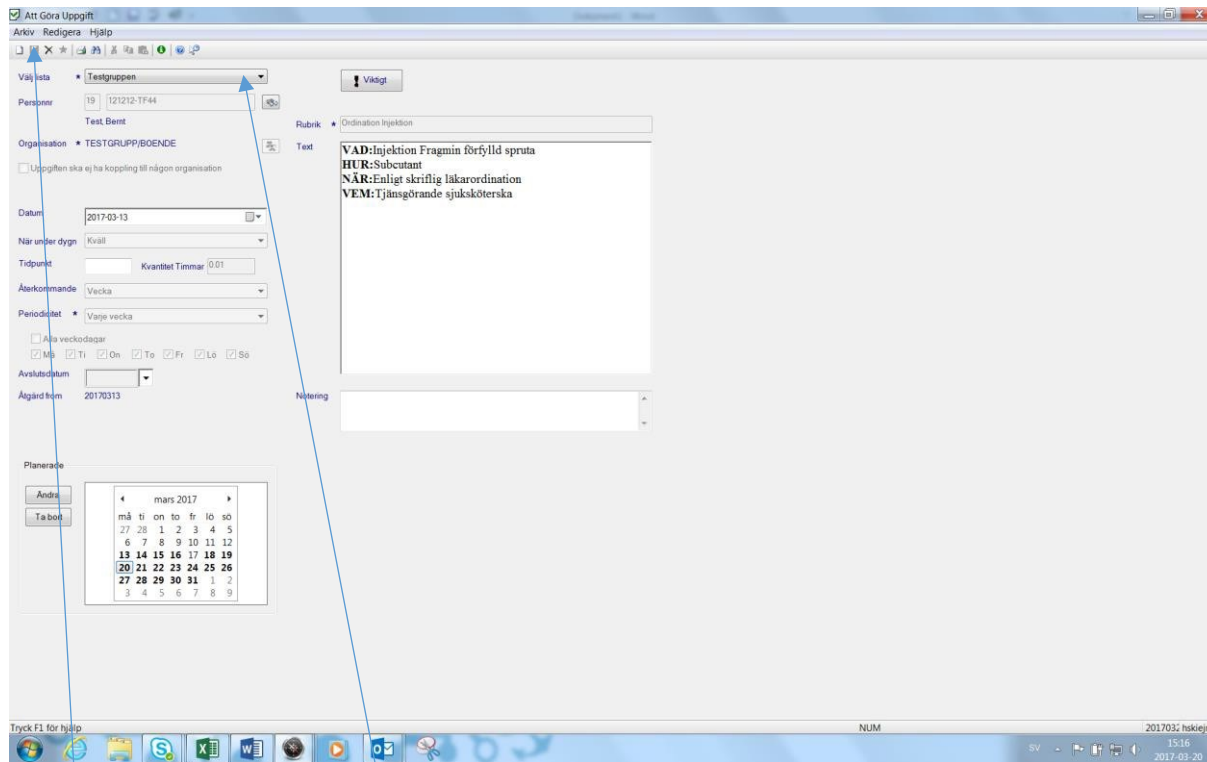 Att Göra Uppgift
Arkiv Redigera Hjälp
Välj lista * Testgruppen
Viktigt
Personnr 19 121212-TF44
Test, Bernt
Rubrik * Ordination Injektion
Organisation * TESTGRUPP/BOENDE
Text
VAD:Injektion Fragmin förfylld spruta
HUR:Subcutant
NÄR:Enligt skriflig läkarordination
VEM:Tjänsgörande sjuksköterska
Uppgiften ska ej ha koppling till någon organisation
Datum 2017-03-13
När under dygn Kväll
Tidpunkt Kvantitet Timmar 0.01
Återkommande Vecka
Periodicitet * Varje vecka
Alla veckodagar
Må Ti On To Fr Lö Sö
Avslutsdatum
Åtgärd from 20170313
Notering
Planerade
Ändra
Ta bort
mars 2017
må ti on to fr lö sö
27 28 1 2 3 4 5
6 7 8 9 10 11 12
13 14 15 16 17 18 19
20 21 22 23 24 25 26
27 28 29 30 31 1 2
3 4 5 6 7 8 9
Tryck F1 för hjälp NUM
SV 15:16
2017-03-20